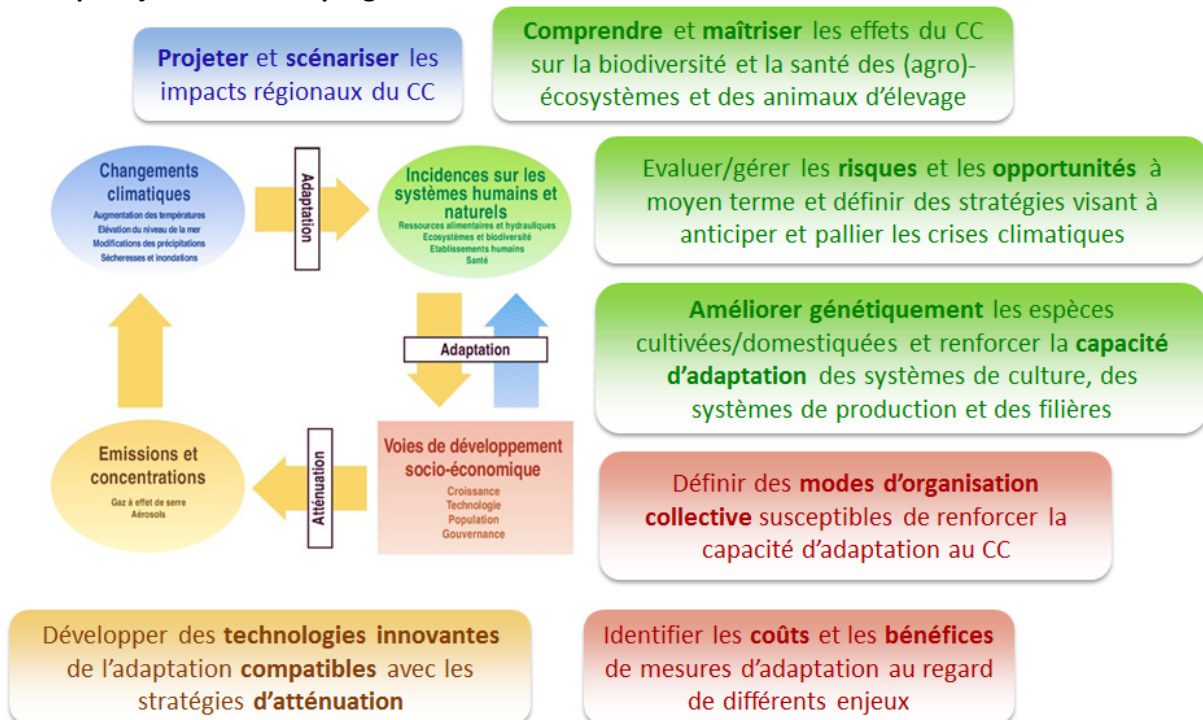 Projeter et scénariser les
impacts régionaux du CC
Comprendre et maîtriser les effets du CC
sur la biodiversité et la santé des (agro)-
écosystèmes et des animaux d'élevage
Changements
climatiques
Augmentation des températures
Elévation du niveau de la mer
Modifications des précipitations
Sécheresses et inondations
Adaptation
Incidences sur les
systèmes humains et
naturels
Ressources alimentaires et hydrauliques
Ecosystèmes et biodiversité
Etablissements humains
Santé
Evaluer/gérer les risques et les opportunités à
moyen terme et définir des stratégies visant à
anticiper et pallier les crises climatiques
Adaptation
Améliorer génétiquement les espèces
cultivées/domestiquées et renforcer la capacité
d'adaptation des systèmes de culture, des
systèmes de production et des filières
Emissions et
concentrations
Gaz à effet de serre
Aérosols
Atténuation
Voies de développement
socio-économique
Croissance
Technologie
Population
Gouvernance
Définir des modes d'organisation
collective susceptibles de renforcer la
capacité d'adaptation au CC
Développer des technologies innovantes
de l'adaptation compatibles avec les
stratégies d'atténuation
Identifier les coûts et les bénéfices
de mesures d'adaptation au regard
de différents enjeux